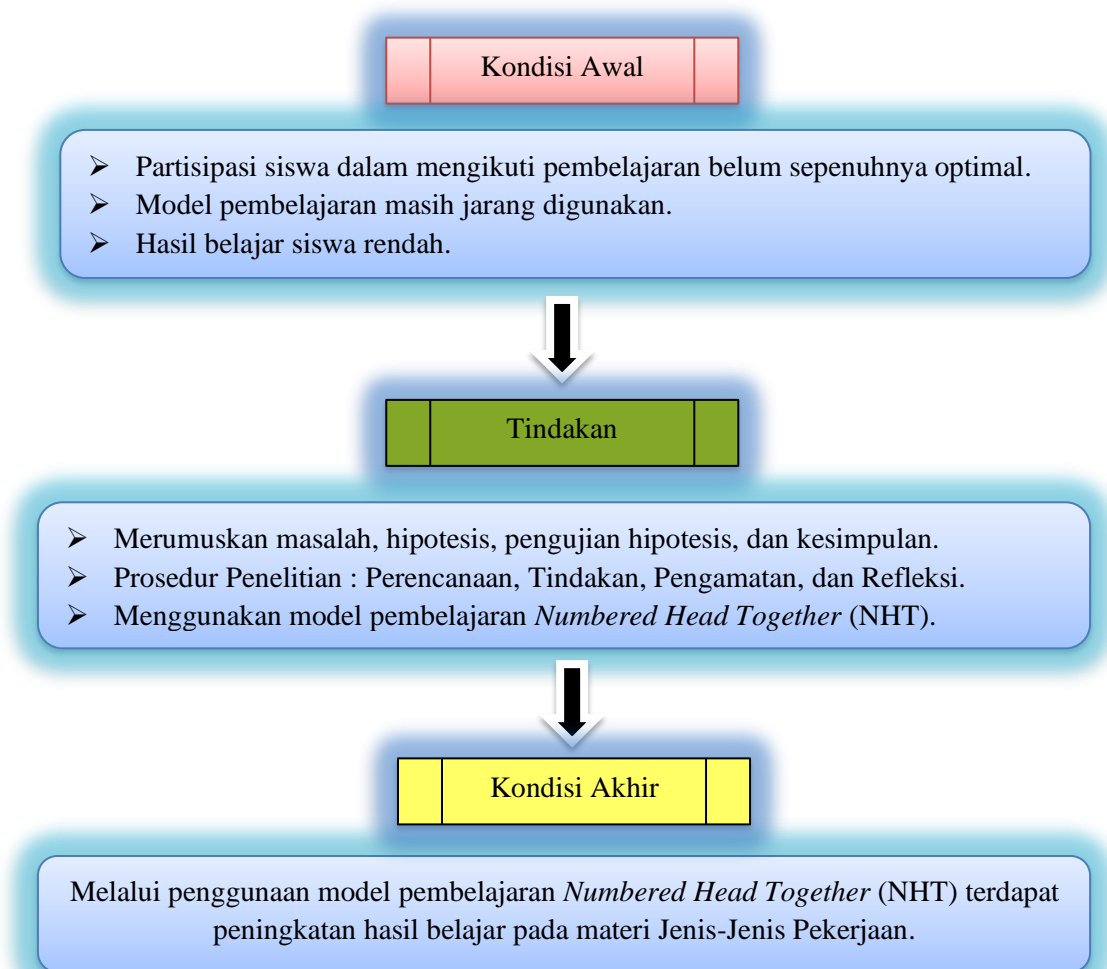 Kondisi Awal
➢ Partisipasi siswa dalam mengikuti pembelajaran belum sepenuhnya optimal.
➢ Model pembelajaran masih jarang digunakan.
➢ Hasil belajar siswa rendah.
Tindakan
➢ Merumuskan masalah, hipotesis, pengujian hipotesis, dan kesimpulan.
➢ Prosedur Penelitian : Perencanaan, Tindakan, Pengamatan, dan Refleksi.
➢ Menggunakan model pembelajaran Numbered Head Together (NHT).
Kondisi Akhir
Melalui penggunaan model pembelajaran Numbered Head Together (NHT) terdapat
peningkatan hasil belajar pada materi Jenis-Jenis Pekerjaan.